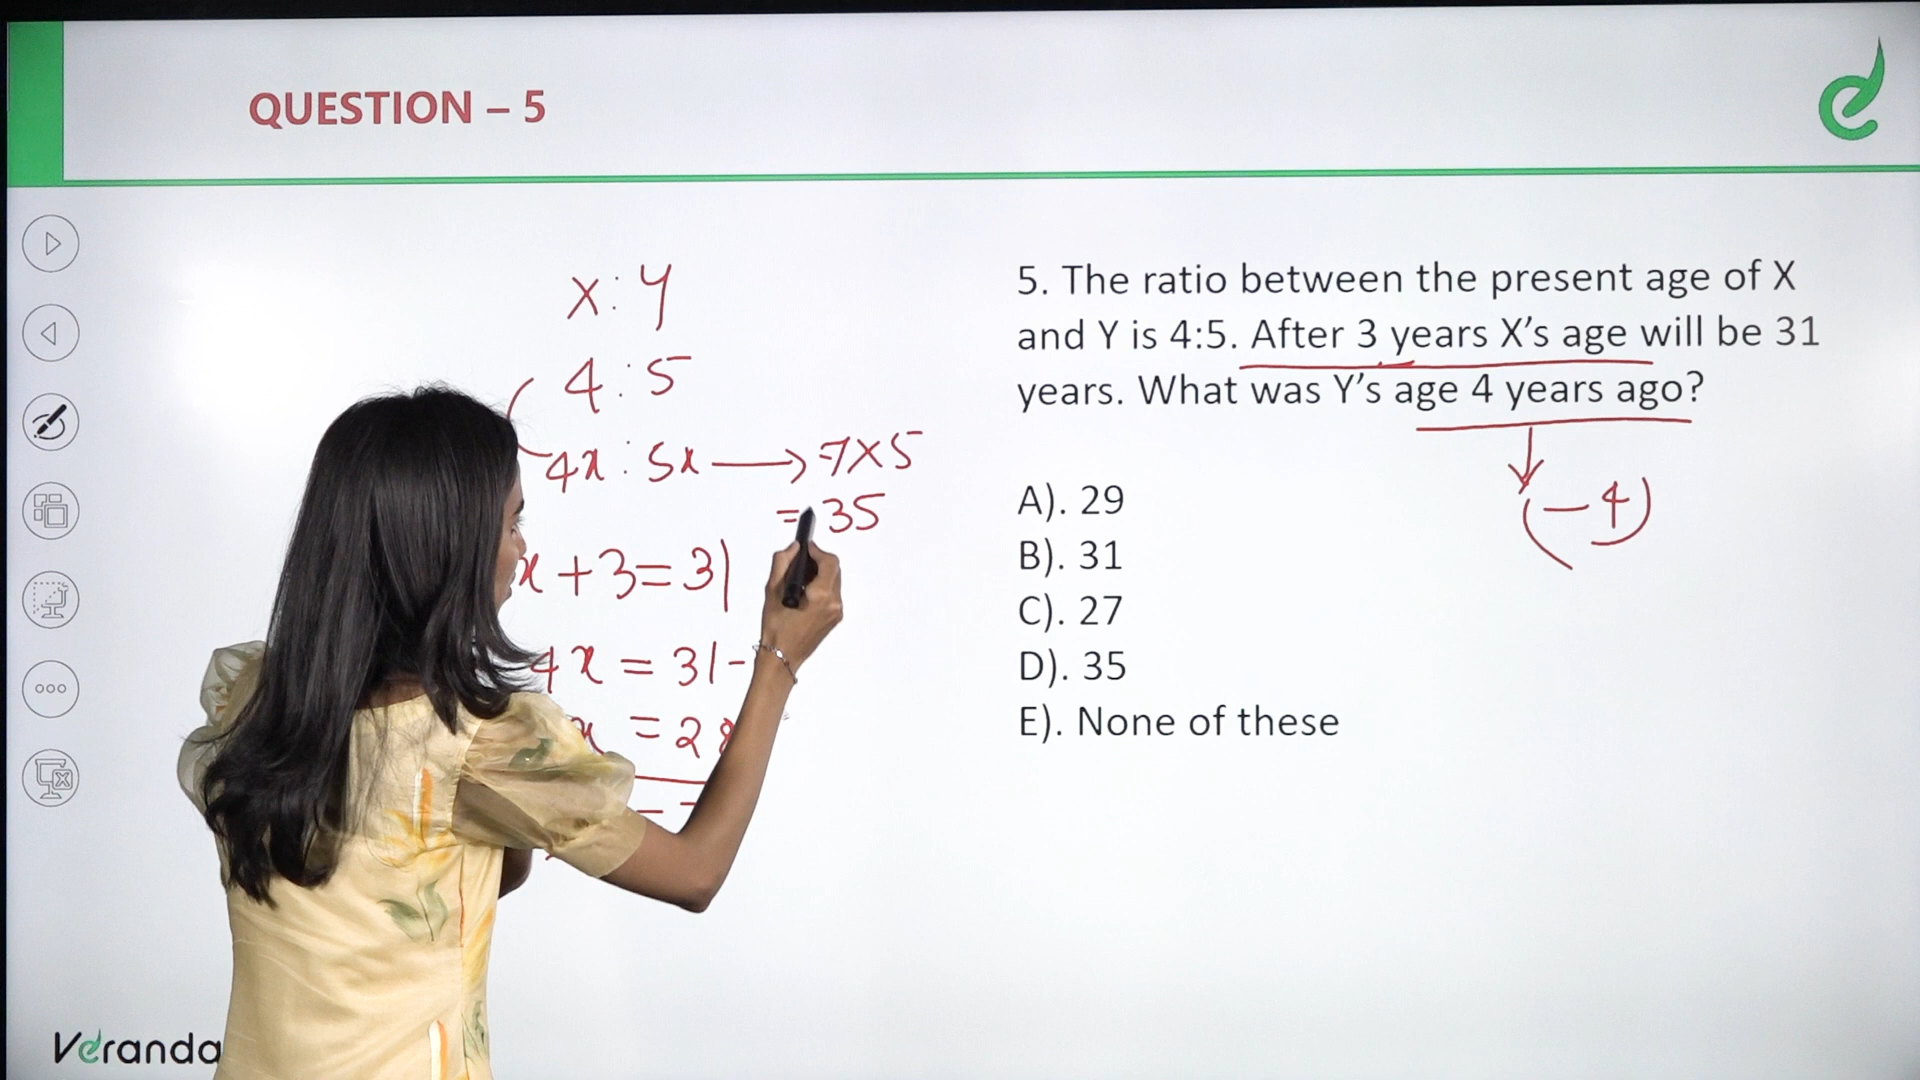 QUESTION – 5
x : y
4 : 5
4x : 5x → 7x5
= 35
x + 3 = 31
4x = 31 -
x = 28
5. The ratio between the present age of X
and Y is 4:5. After 3 years X’s age will be 31
years. What was Y’s age 4 years ago?
(-4)
A). 29
B). 31
C). 27
D). 35
E). None of these
Veranda